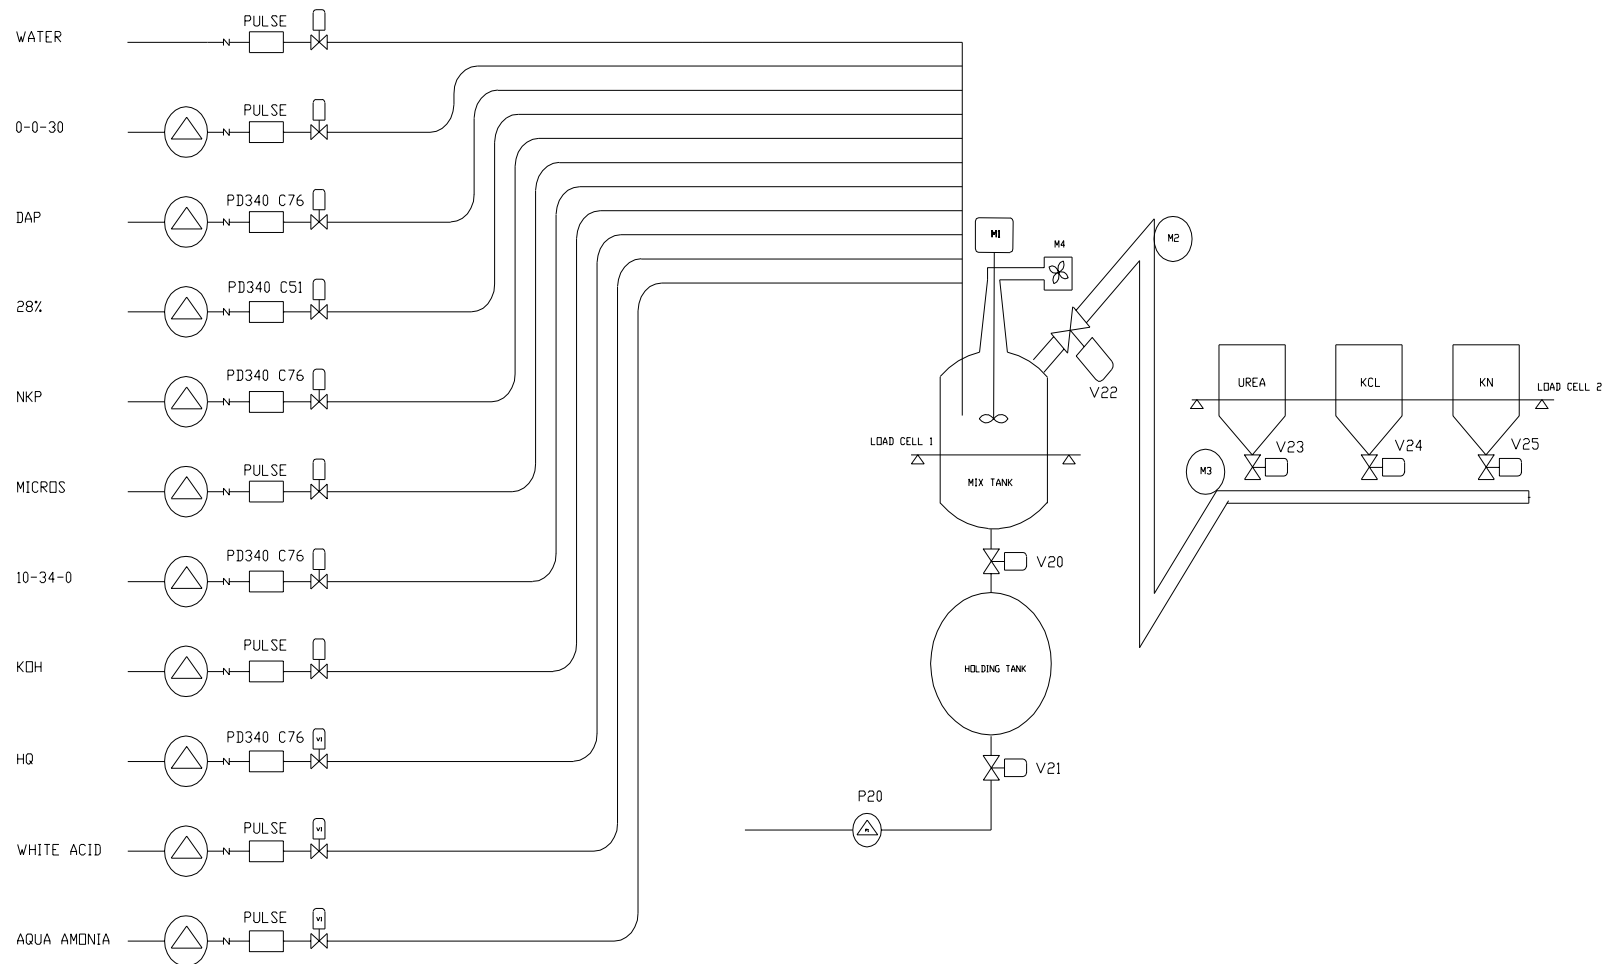 PULSE
WATER
PULSE
0-0-30
PD340 C76
DAP
PD340 C51
28%
PD340 C76
NKP
PULSE
MICROS
PD340 C76
10-34-0
PULSE
KOH
PD340 C76
V1
HQ
PULSE
V1
WHITE ACID
PULSE
V1
AQUA AMONIA
M1
M4
M2
V22
UREA
KCL
KN
LOAD CELL 2
V23
V24
V25
M3
LOAD CELL 1
MIX TANK
V20
HOLDING TANK
V21
P20